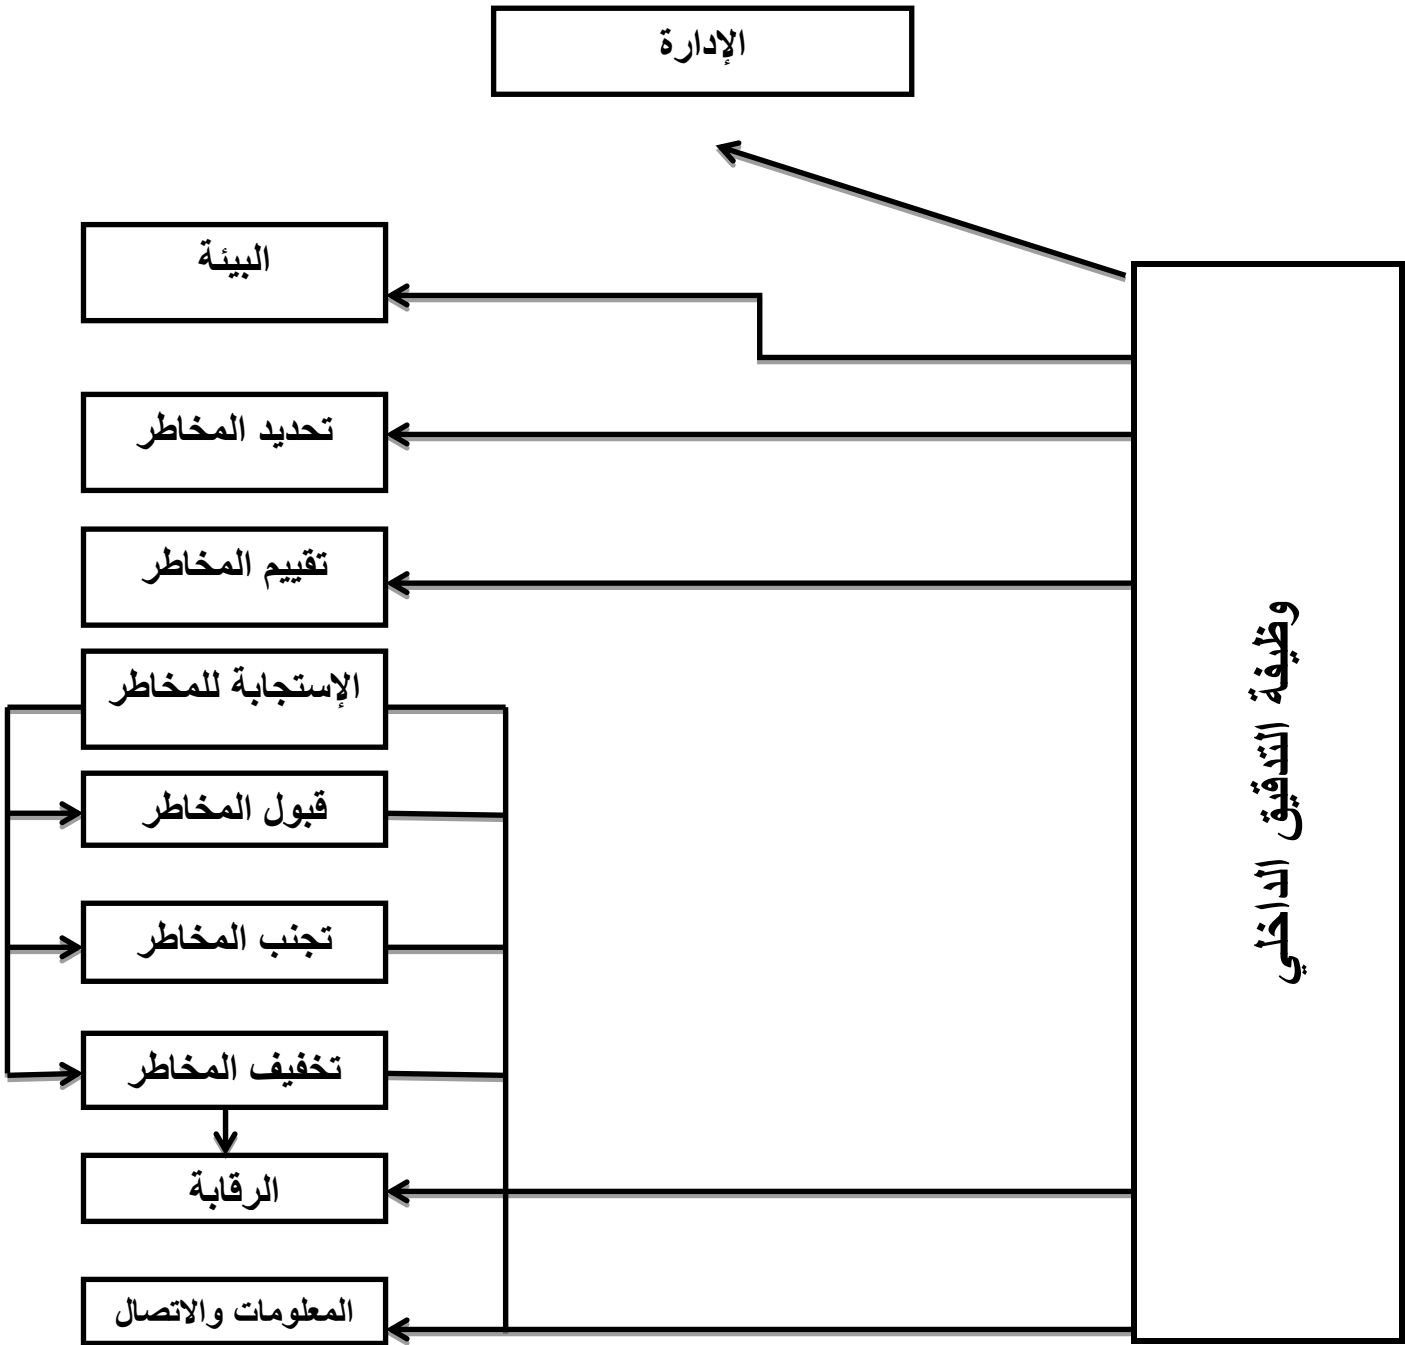 الإدارة
البيئة
تحديد المخاطر
تقييم المخاطر
الإستجابة للمخاطر
قبول المخاطر
تجنب المخاطر
تخفيف المخاطر
الرقابة
المعلومات والاتصال
وظيفة التدقيق الداخلي